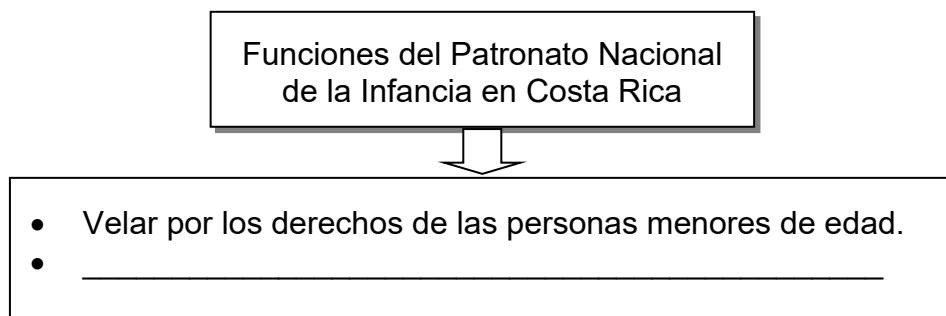 Funciones del Patronato Nacional
de la Infancia en Costa Rica
• Velar por los derechos de las personas menores de edad.
• _______________________________________________